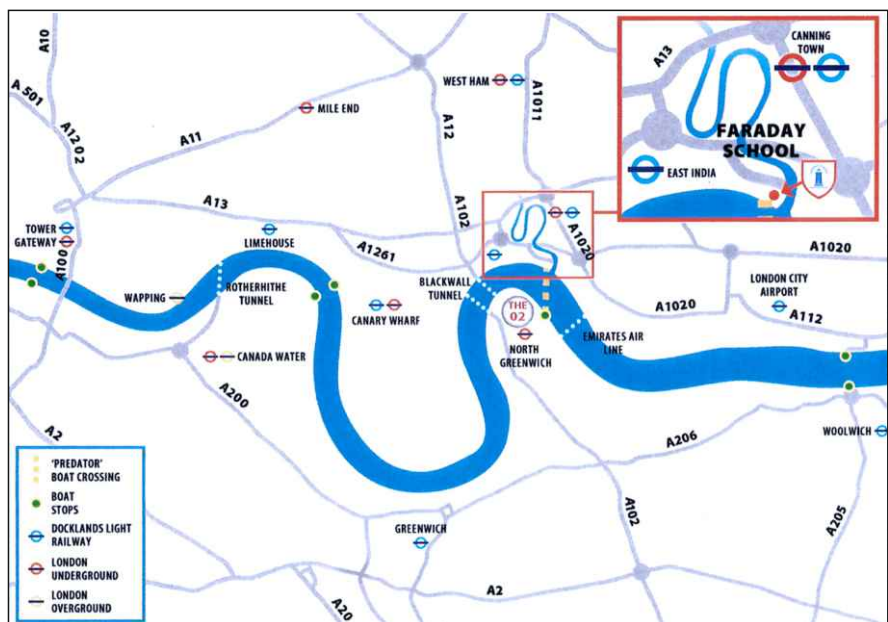 A10
A 501
A12 02
A11
MILE END
A12
WEST HAM
A1011
A13
CANNING
TOWN
FARADAY
SCHOOL
EAST INDIA
TOWER
GATEWAY
A100
A13
LIMEHOUSE
A1261
A102
A1020
A1020
A1020
LONDON CITY
AIRPORT
A112
WAPPING
ROTHERHITHE
TUNNEL
CANARY WHARF
BLACKWALL
TUNNEL
THE
02
NORTH
GREENWICH
EMIRATES AIR
LINE
CANADA WATER
A200
A2
A206
WOOLWICH
A205
A102
GREENWICH
A2
A20
'PREDATOR'
BOAT CROSSING
BOAT
STOPS
DOCKLANDS LIGHT
RAILWAY
LONDON
UNDERGROUND
LONDON
OVERGROUND